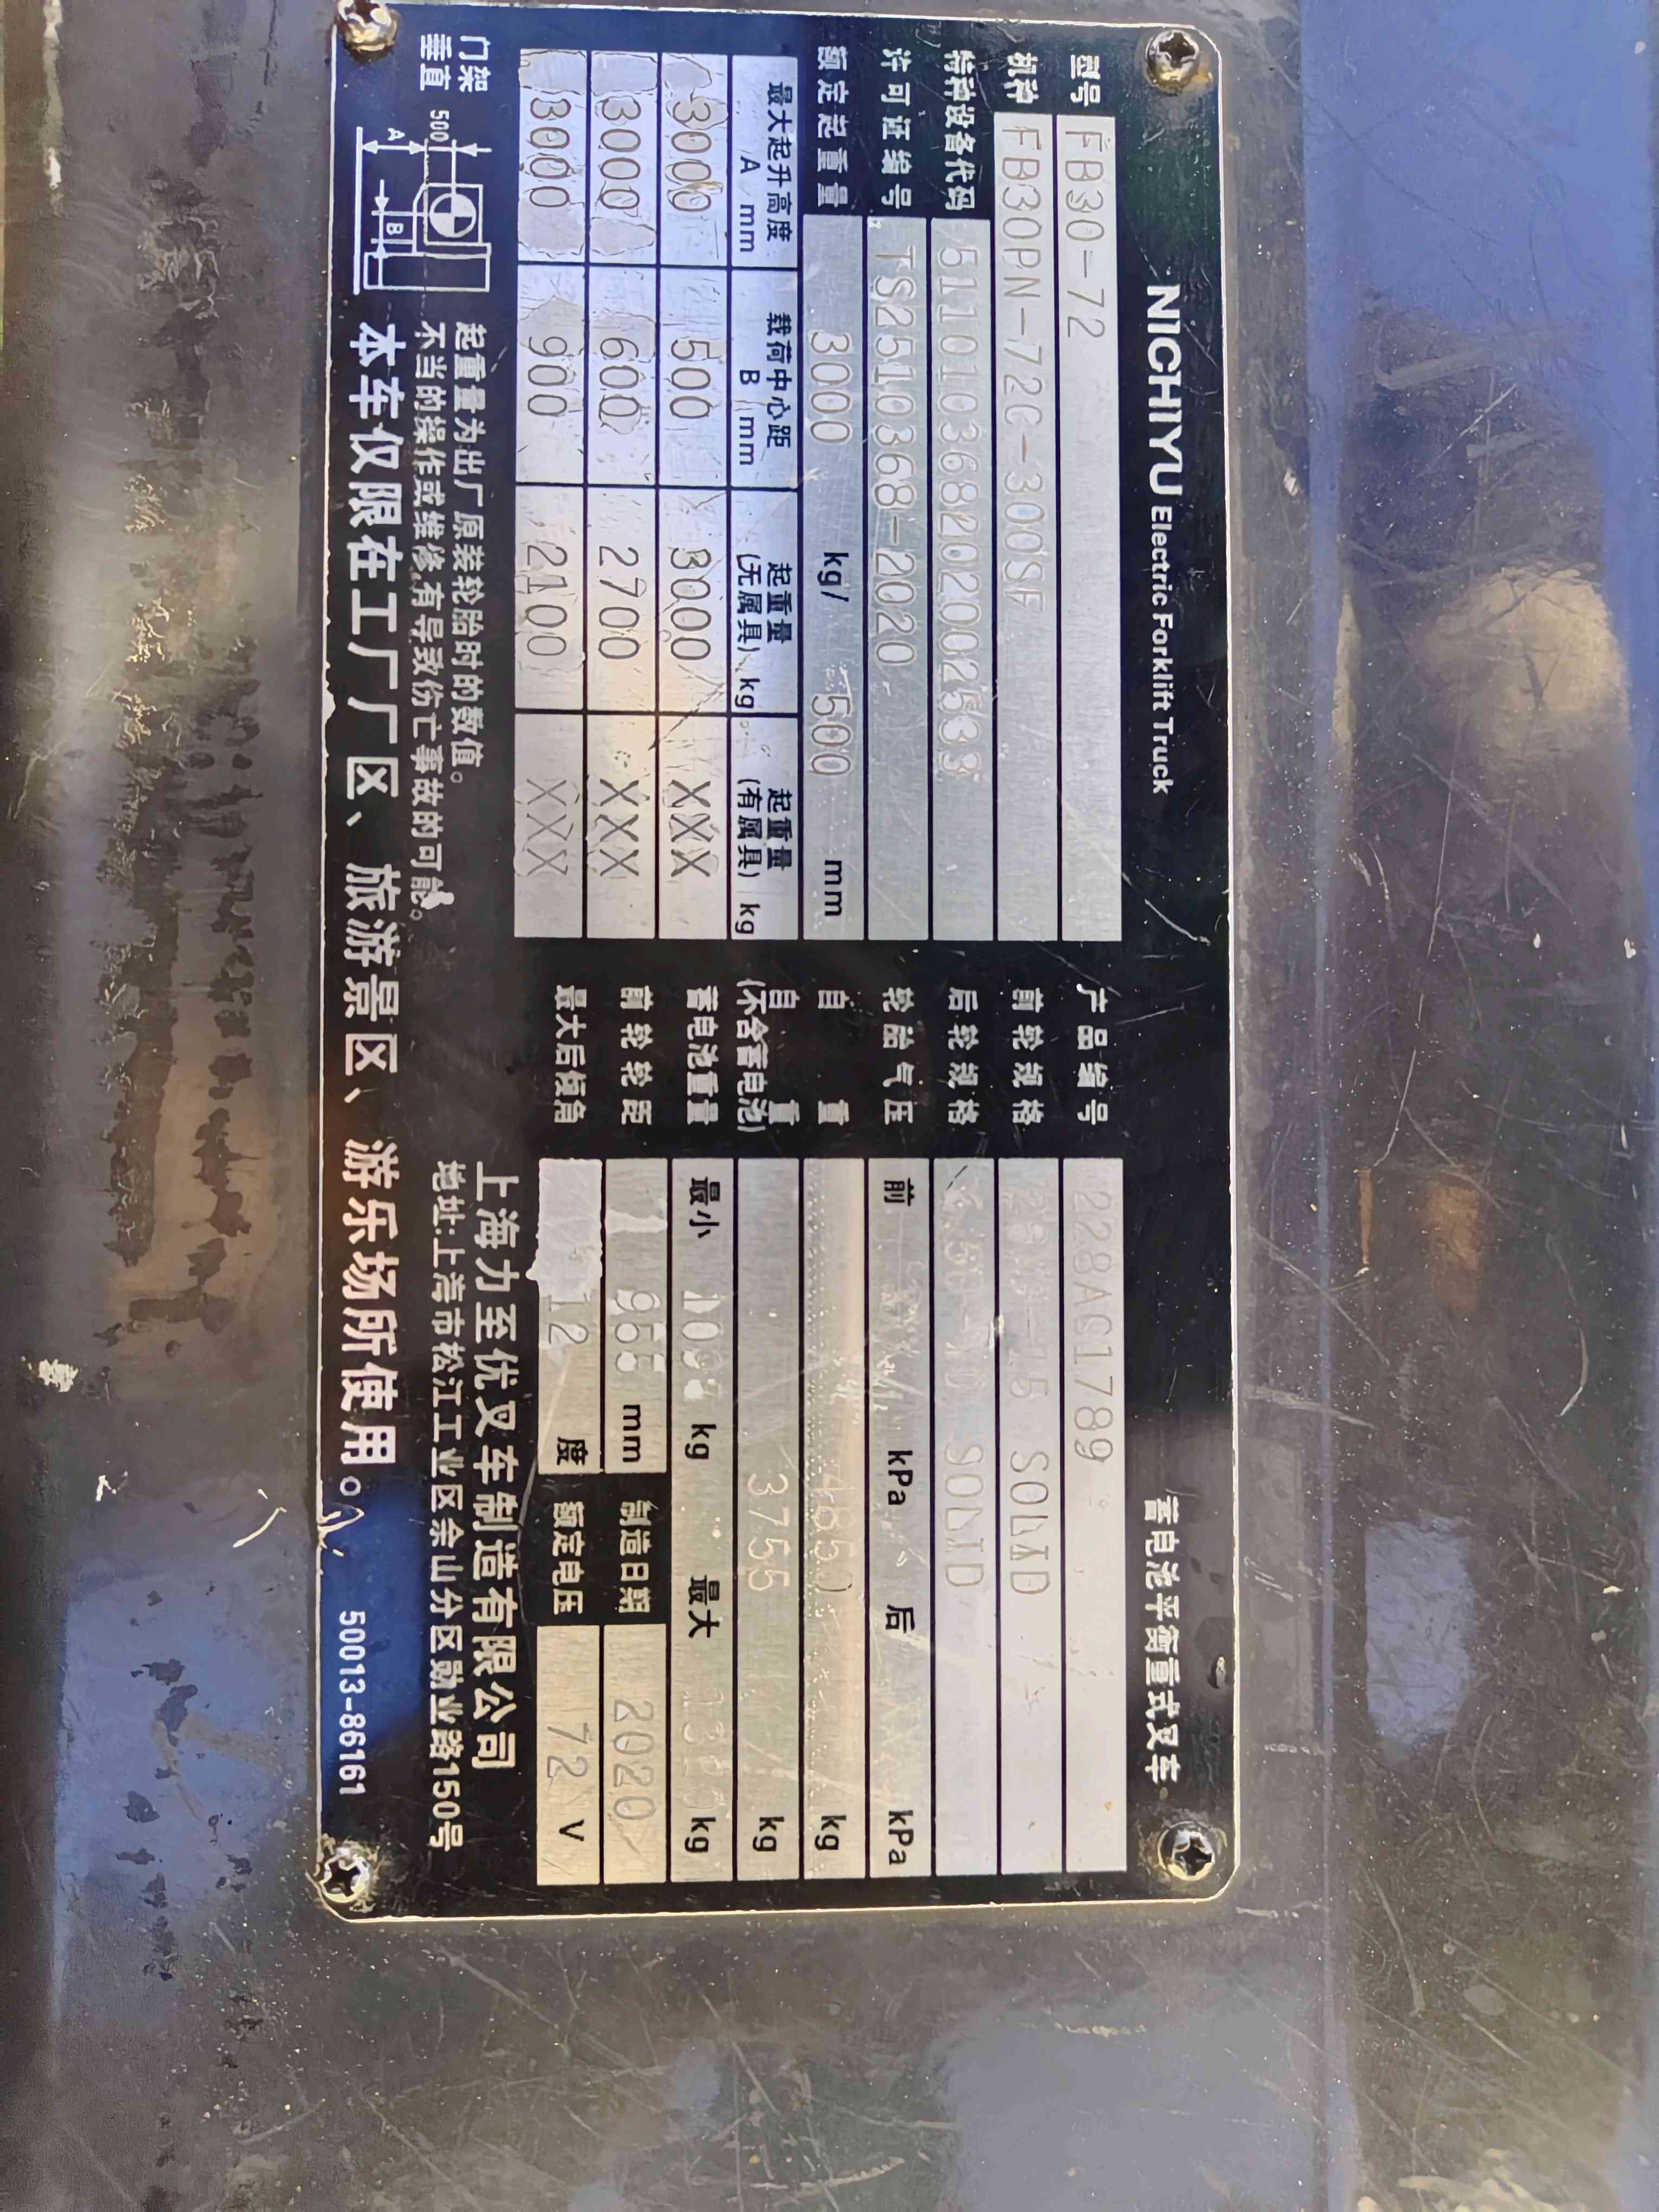 NICHIYU Electric Forklift Truck 蓄电池平衡重式叉车
型号 FB30-72
机种 FB30PN-72C-300SF
特种设备代码
许可证编号 TS2510368-2020
额定起重量 3000 kg/ 500 mm
最大起升高度 A mm 载荷中心距 B mm 起重量 (无属具) kg 起重量 (有属具) kg
3000 500 3000 XXX
3000 600 2700 XXX
3000 900 2100 XXX
产品编号 228AC1789
前轮规格 SOLID
后轮规格 SOLID
轮胎气压 前 kPa 后 kPa
自重 4850 kg
自重 (不含蓄电池) 3755 kg
蓄电池重量 最小 kg 最大 kg
前轮轮距 mm 制造日期 2020
最大后倾角 12 度 额定电压 72 V
门架垂直
500
A
B
起重量为出厂原装轮胎时的数值。
不当的操作或维修有导致伤亡事故的可能。
上海力至优叉车制造有限公司
地址:上海市松江工业区佘山分区勋业路150号
本车仅限在工厂厂区、旅游景区、游乐场所使用。
50013-86161